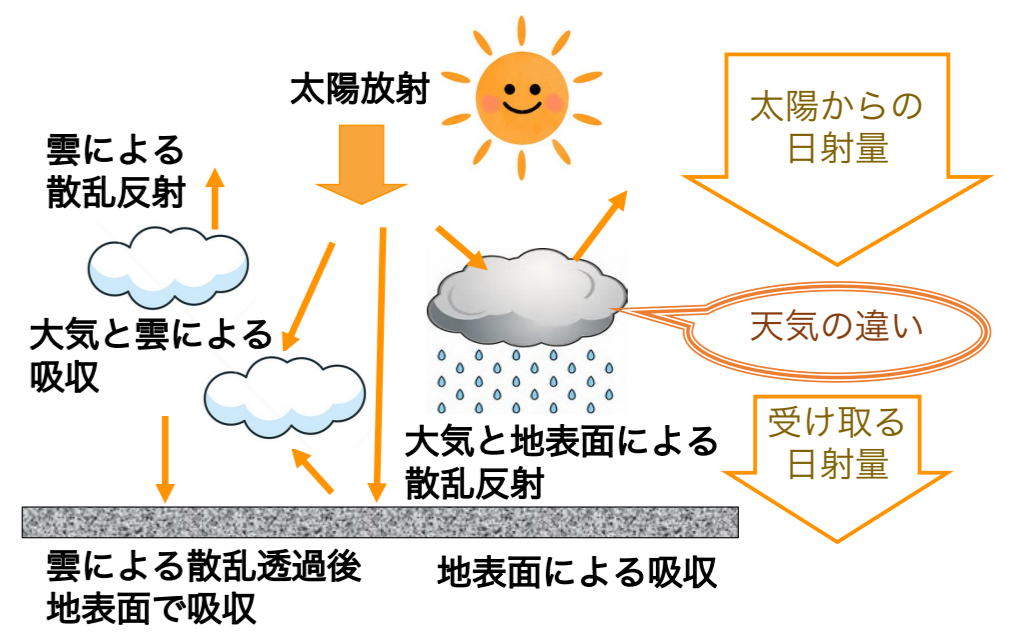 太陽放射
雲による
散乱反射
大気と雲による
吸収
大気と地表面による
散乱反射
雲による散乱透過後
地表面で吸収
地表面による吸収
太陽からの
日射量
天気の違い
受け取る
日射量